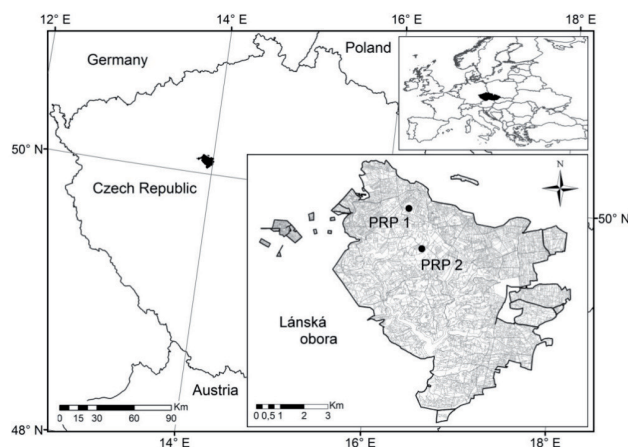 12° E
14° E
16° E
18° E
Germany
Poland
50° N
Czech Republic
N
PRP 1
50° N
PRP 2
Lánská
obora
Austria
Km
0 15 30 60 90
Km
0 0,5 1 2 3
48° N
14° E
16° E
18° E